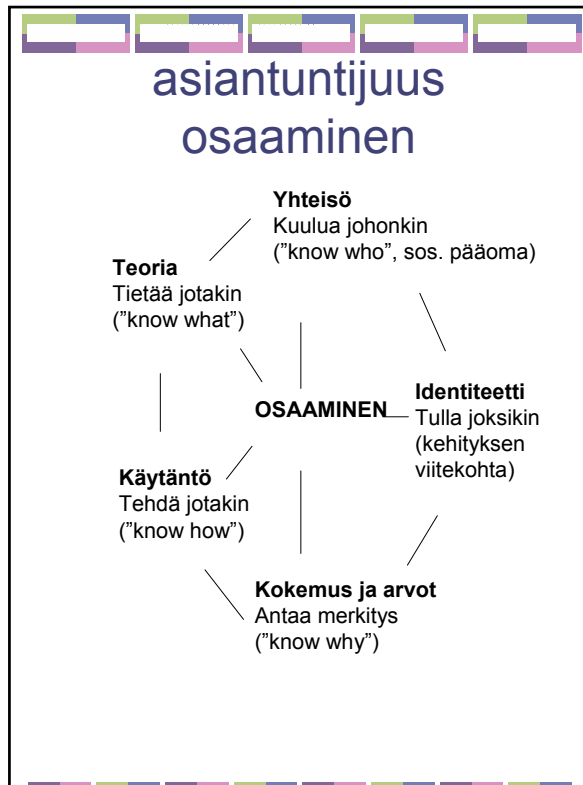 asiantuntijuus
osaaminen
Yhteisö
Kuulua johonkin
(”know who”, sos. pääoma)
Teoria
Tietää jotakin
(”know what”)
OSAAMINEN
Identiteetti
Tulla joksikin
(kehityksen
viitekohta)
Käytäntö
Tehdä jotakin
(”know how”)
Kokemus ja arvot
Antaa merkitys
(”know why”)